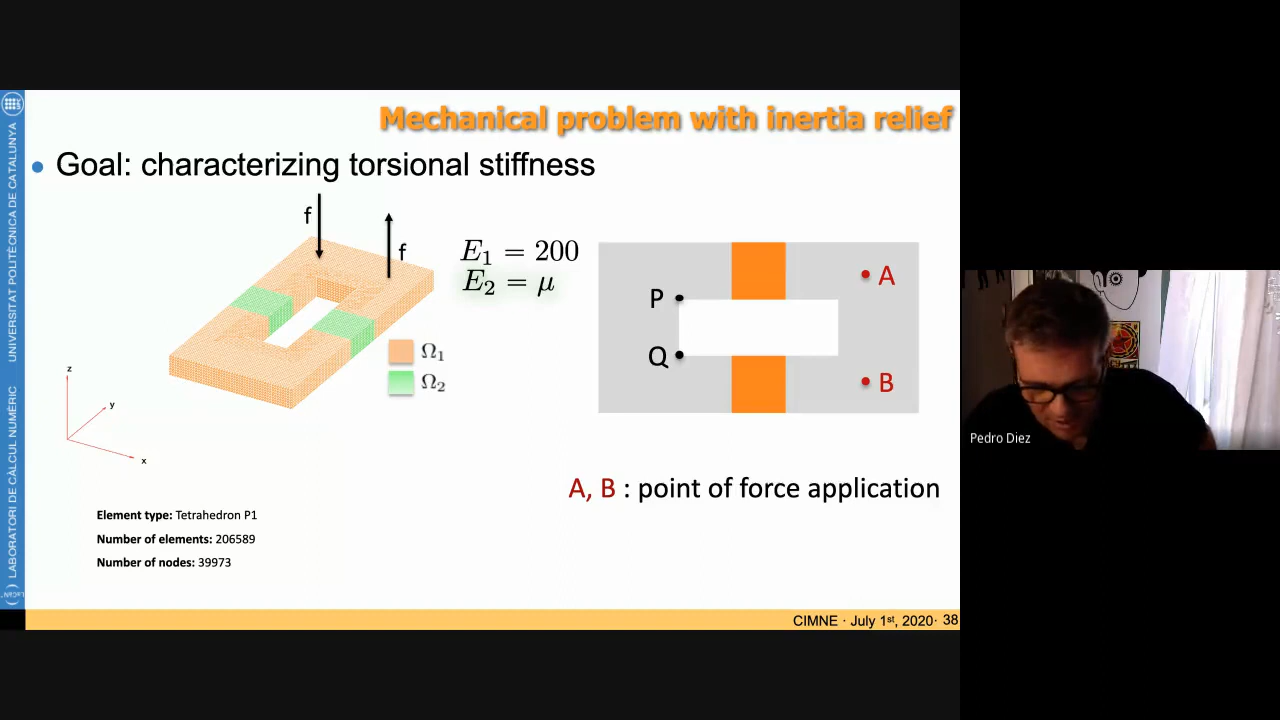 Mechanical problem with inertia relief
• Goal: characterizing torsional stiffness
f
f
E₁ = 200
E₂ = μ
Ω₁
Ω₂
z
y
x
P
Q
A
B
A, B : point of force application
Element type: Tetrahedron P1
Number of elements: 206589
Number of nodes: 39973
CIMNE · July 1st, 2020· 38
LABORATORI DE CÀLCUL NUMÈRIC
UNIVERSITAT POLITÈCNICA DE CATALUNYA
Pedro Diez